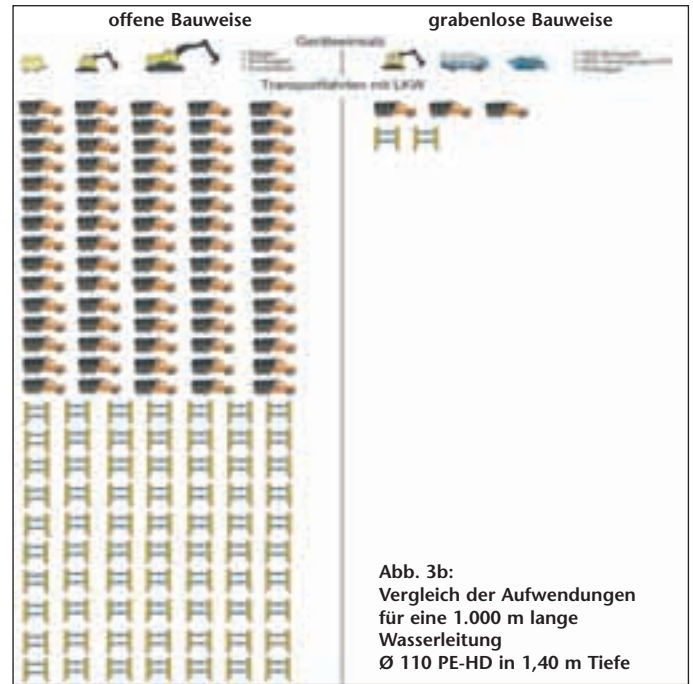 offene Bauweise
grabenlose Bauweise
Geräteeinsatz
Transportfahrten mit LKW
Abb. 3b:
Vergleich der Aufwendungen
für eine 1.000 m lange
Wasserleitung
Ø 110 PE-HD in 1,40 m Tiefe